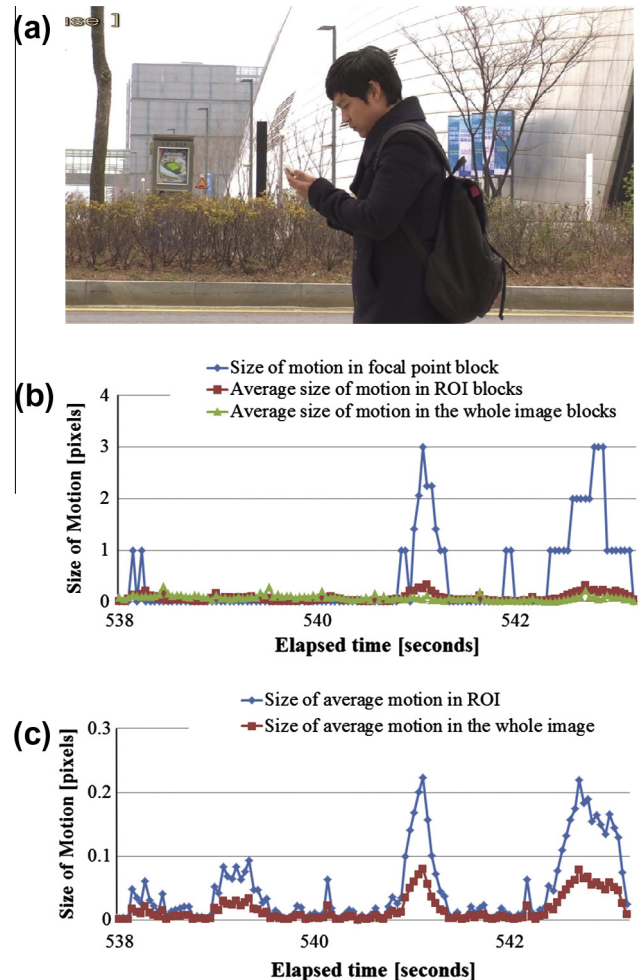 (a)
use ]
(b)
Size of motion in focal point block
Average size of motion in ROI blocks
Average size of motion in the whole image blocks
Size of Motion [pixels]
4
3
2
1
0
538
540
542
Elapsed time [seconds]
(c)
Size of average motion in ROI
Size of average motion in the whole image
Size of Motion [pixels]
0.3
0.2
0.1
0
538
540
542
Elapsed time [seconds]